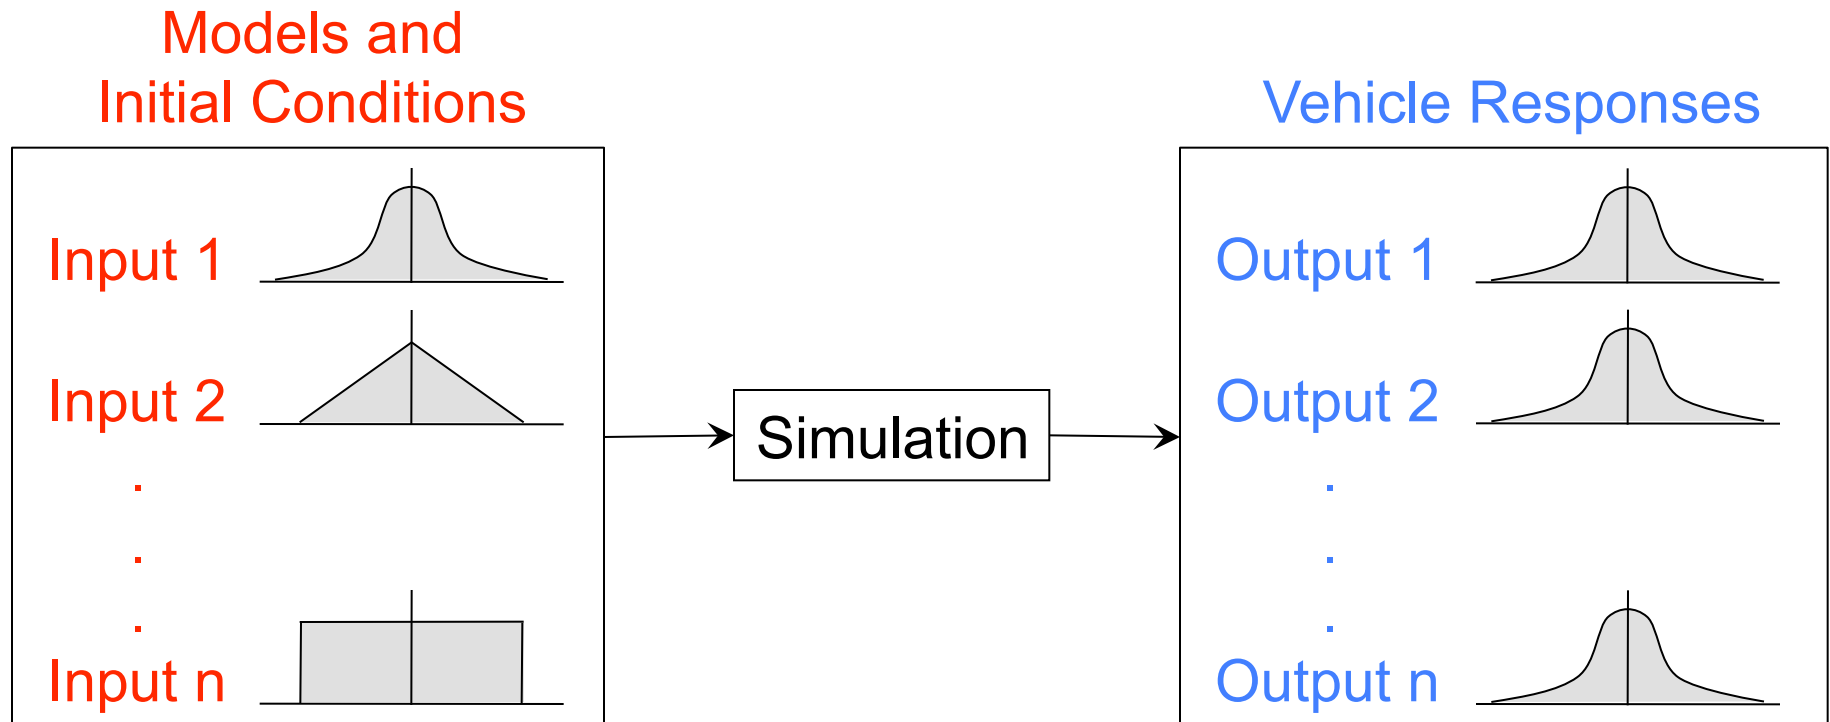 Models and
Initial Conditions
Input 1
Input 2
.
.
.
Input n
Simulation
Vehicle Responses
Output 1
Output 2
.
.
.
Output n